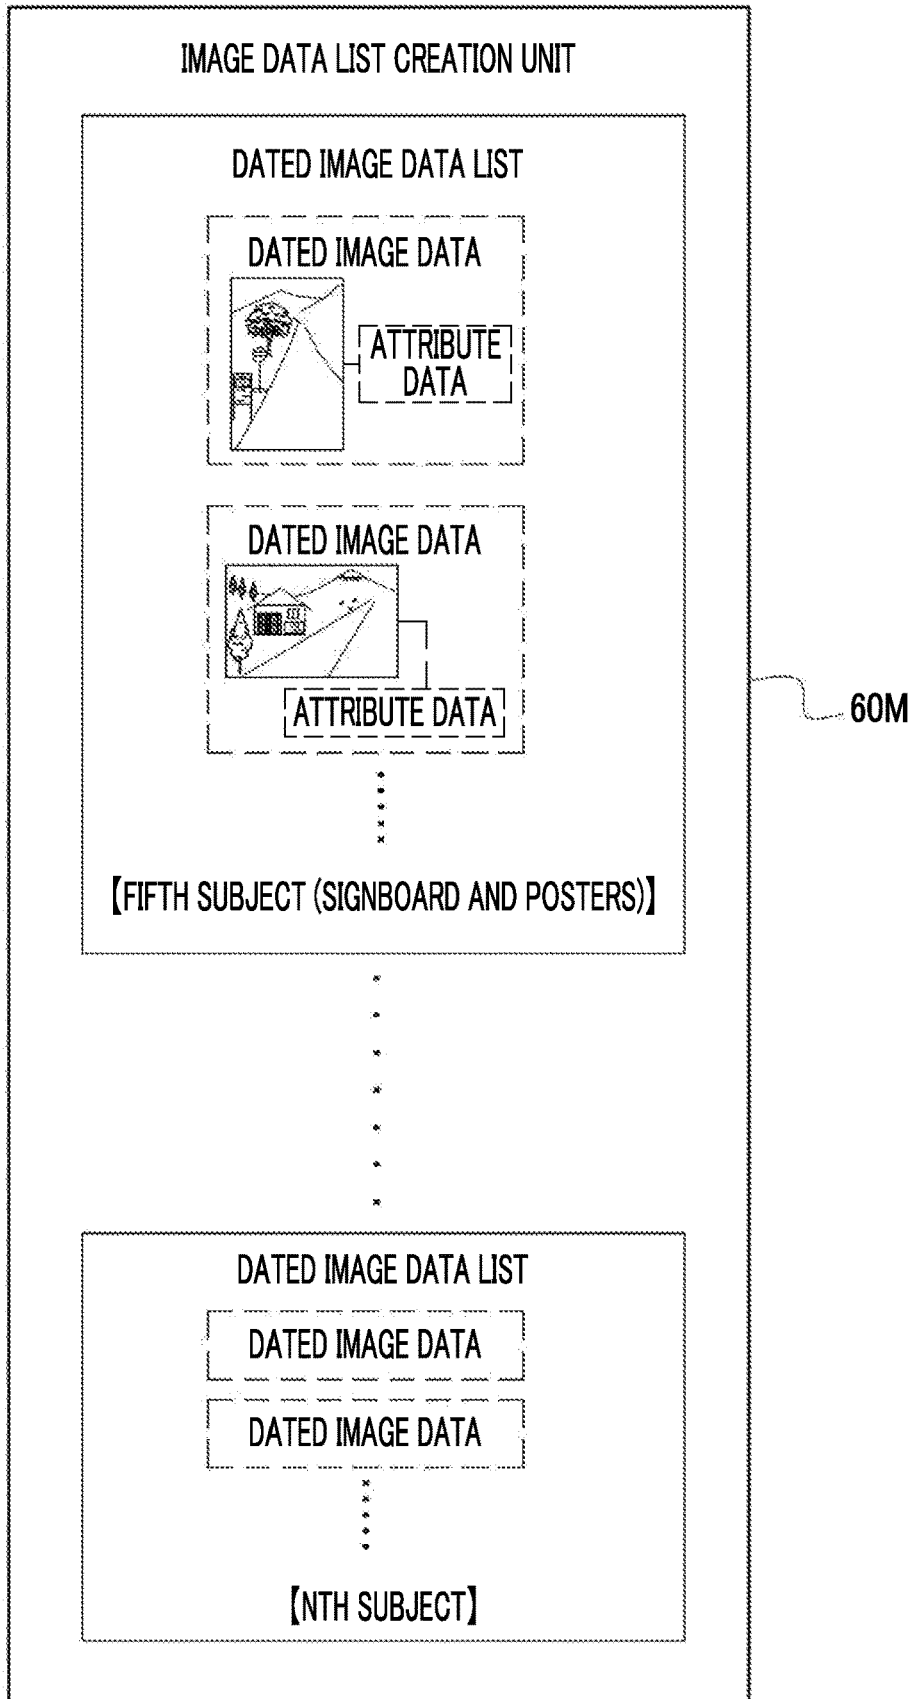 IMAGE DATA LIST CREATION UNIT
DATED IMAGE DATA LIST
DATED IMAGE DATA
ATTRIBUTE
DATA
DATED IMAGE DATA
ATTRIBUTE DATA
60M
【FIFTH SUBJECT (SIGNBOARD AND POSTERS)】
DATED IMAGE DATA LIST
DATED IMAGE DATA
DATED IMAGE DATA
【NTH SUBJECT】